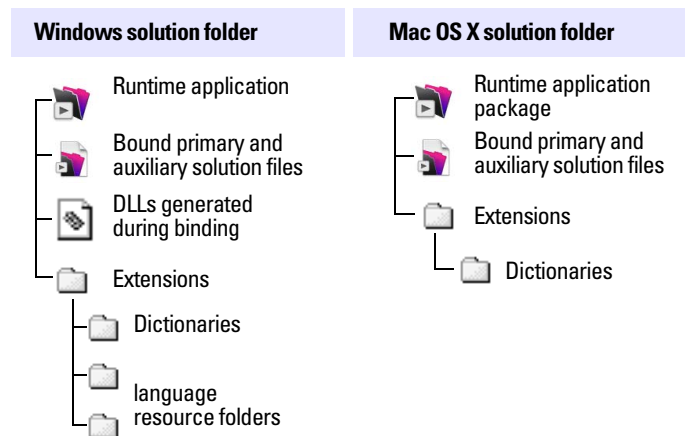 Windows solution folder
Runtime application
Bound primary and
auxiliary solution files
DLLs generated
during binding
Extensions
Dictionaries
language
resource folders
Mac OS X solution folder
Runtime application
package
Bound primary and
auxiliary solution files
Extensions
Dictionaries